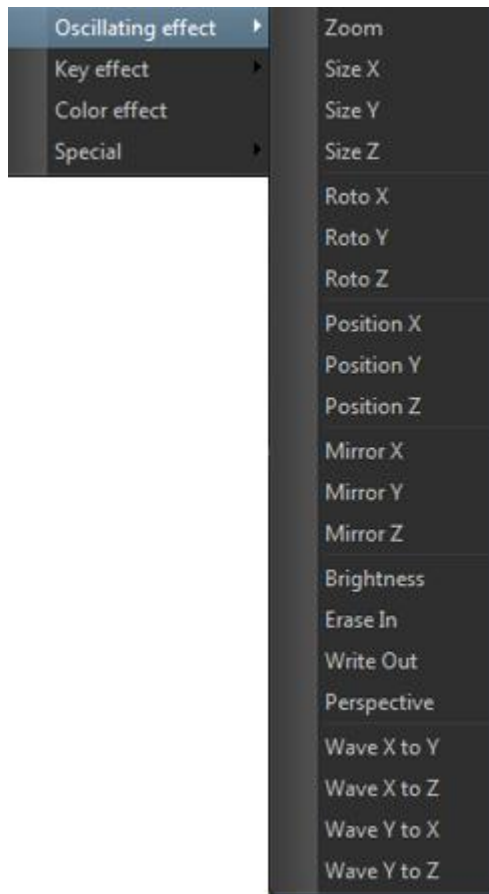 Oscillating effect
Key effect
Color effect
Special
Zoom
Size X
Size Y
Size Z
Roto X
Roto Y
Roto Z
Position X
Position Y
Position Z
Mirror X
Mirror Y
Mirror Z
Brightness
Erase In
Write Out
Perspective
Wave X to Y
Wave X to Z
Wave Y to X
Wave Y to Z